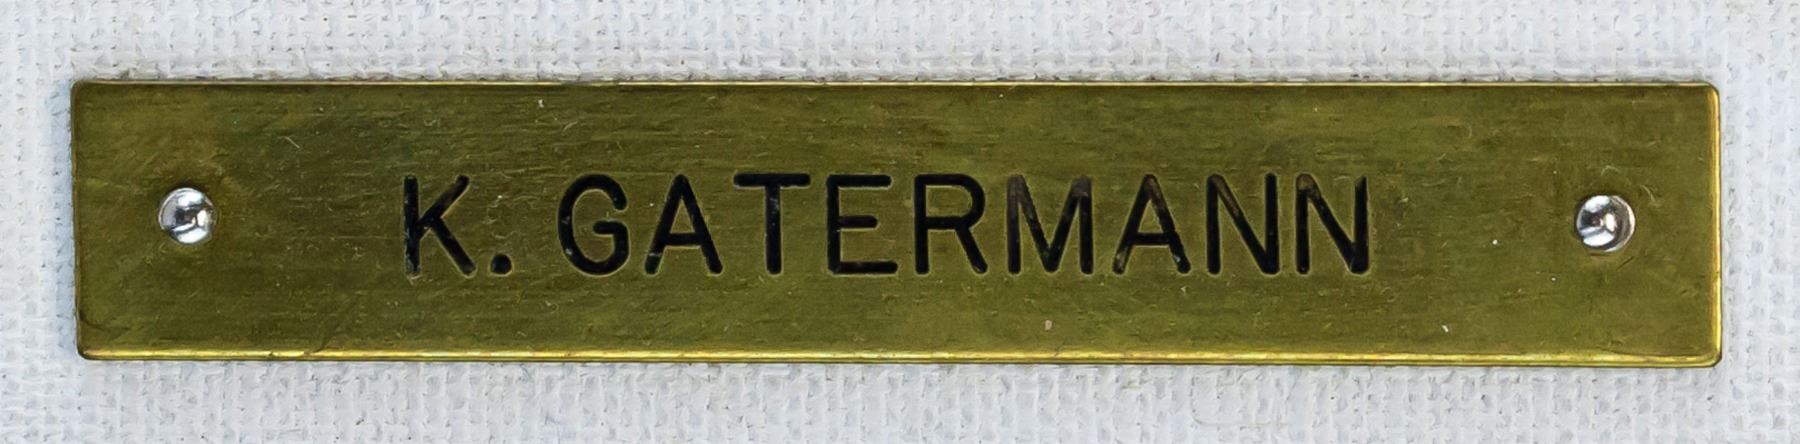 K. GATERMANN